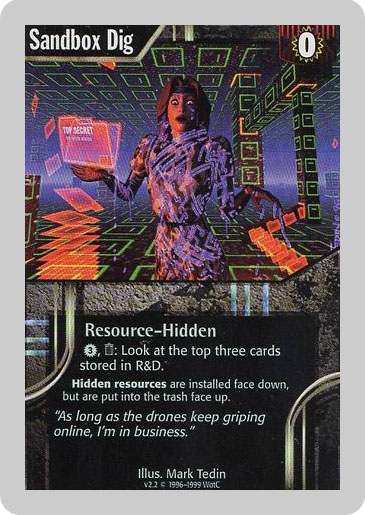 Sandbox Dig
0
TOP SECRET
Resource–Hidden
3, : Look at the top three cards
stored in R&D.
Hidden resources are installed face down,
but are put into the trash face up.
"As long as the drones keep griping
online, I'm in business."
Illus. Mark Tedin
v2.2 © 1996–1999 WotC